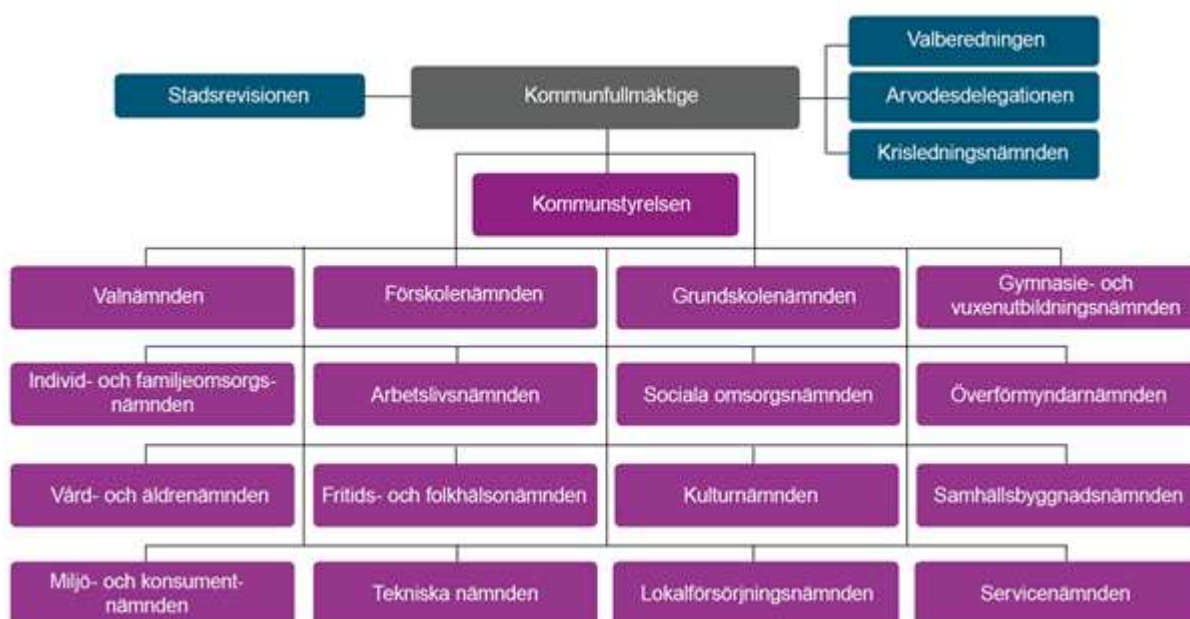 Valberedningen
Stadsrevisionen
Kommunfullmäktige
Arvodesdelegationen
Krisledningsnämnden
Kommunstyrelsen
Valnämnden
Förskolenämnden
Grundskolenämnden
Gymnasie- och
vuxenutbildningsnämnden
Individ- och familjeomsorgs-
nämnden
Arbetslivsnämnden
Sociala omsorgsnämnden
Överförmyndarnämnden
Vård- och äldrenämnden
Fritids- och folkhälsonämnden
Kulturnämnden
Samhällsbyggnadsnämnden
Miljö- och konsument-
nämnden
Tekniska nämnden
Lokalförsörjningsnämnden
Servicenämnden